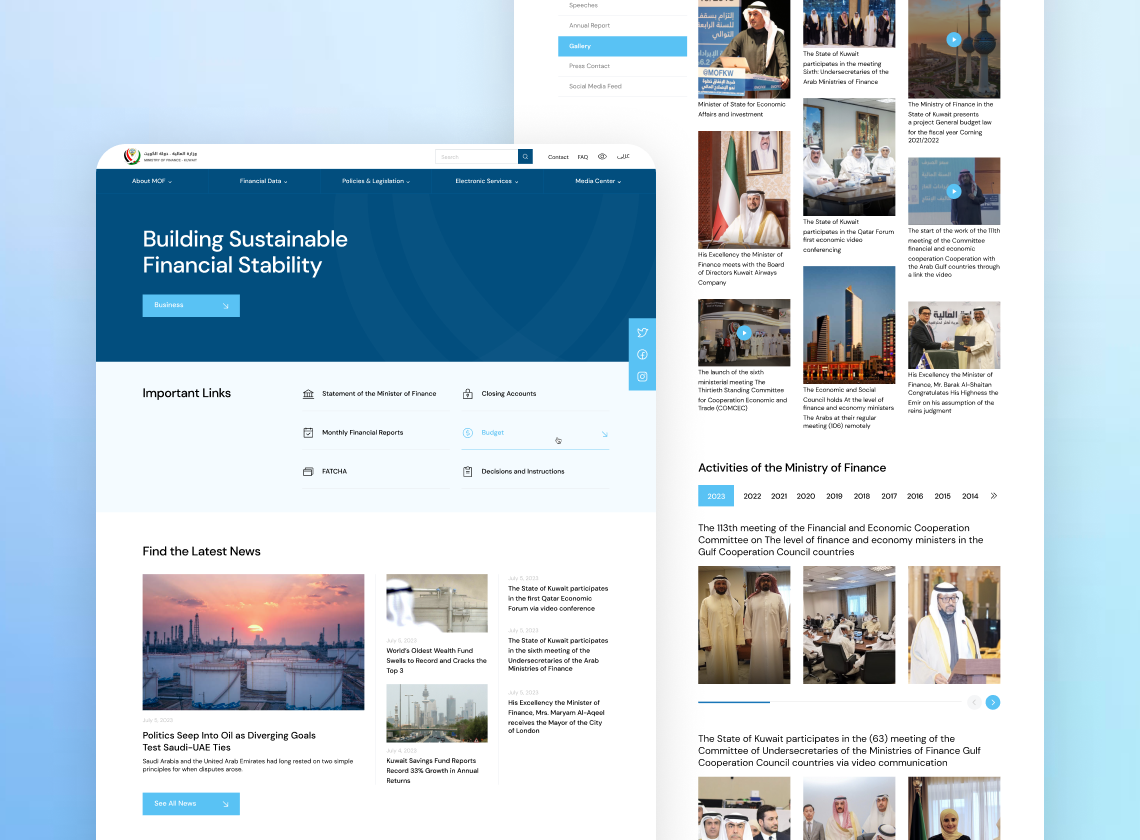 Speeches
Annual Report
Gallery
Press Contact
Social Media Feed
إلتزام بسقف
للسنة الرابعة
التوالي
@MOFKW
Minister of State for Economic
Affairs and investment
The State of Kuwait
participates in the meeting
Sixth: Undersecretaries of the
Arab Ministries of Finance
The Ministry of Finance in the
State of Kuwait presents
a project General budget law
for the fiscal year Coming
2021/2022
His Excellency the Minister of
Finance meets with the Board
of Directors Kuwait Airways
Company
The State of Kuwait
participates in the Qatar Forum
first economic video
conferencing
The start of the work of the 111th
meeting of the Committee
financial and economic
cooperation Cooperation with
the Arab Gulf countries through
a link the video
The launch of the sixth
ministerial meeting The
Thirtieth Standing Committee
for Cooperation Economic and
Trade (COMCEC)
The Economic and Social
Council holds At the level of
finance and economy ministers
The Arabs at their regular
meeting (106) remotely
المالية
His Excellency the Minister of
Finance, Mr. Barak Al-Shaitan
Congratulates His Highness the
Emir on his assumption of the
reins judgment
Activities of the Ministry of Finance
2023 2022 2021 2020 2019 2018 2017 2016 2015 2014
The 113th meeting of the Financial and Economic Cooperation
Committee on The level of finance and economy ministers in the
Gulf Cooperation Council countries
The State of Kuwait participates in the (63) meeting of the
Committee of Undersecretaries of the Ministries of Finance Gulf
Cooperation Council countries via video communication
وزارة المالية - دولة الكويت
MINISTRY OF FINANCE - KUWAIT
Search
Contact FAQ عربي
About MOF Financial Data Policies & Legislation Electronic Services Media Center
Building Sustainable
Financial Stability
Business
Important Links
Statement of the Minister of Finance
Closing Accounts
Monthly Financial Reports
Budget
FATCHA
Decisions and Instructions
Find the Latest News
July 5, 2023
Politics Seep Into Oil as Diverging Goals
Test Saudi-UAE Ties
Saudi Arabia and the United Arab Emirates had long rested on two simple
principles for when disputes arose.
See All News
July 5, 2023
World's Oldest Wealth Fund
Swells to Record and Cracks the
Top 3
July 4, 2023
Kuwait Savings Fund Reports
Record 33% Growth in Annual
Returns
July 5, 2023
The State of Kuwait participates
in the first Qatar Economic
Forum via video conference
July 5, 2023
The State of Kuwait participates
in the sixth meeting of the
Undersecretaries of the Arab
Ministries of Finance
July 5, 2023
His Excellency the Minister of
Finance, Mrs. Maryam Al-Aqeel
receives the Mayor of the City
of London